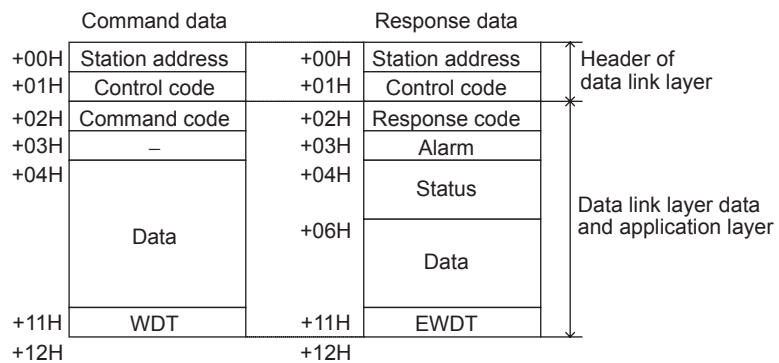 Command data Response data
+00H Station address +00H Station address Header of
+01H Control code +01H Control code data link layer
+02H Command code +02H Response code
+03H – +03H Alarm
+04H +04H Status
Data link layer data
+06H and application layer
Data Data
+11H WDT +11H EWDT
+12H +12H